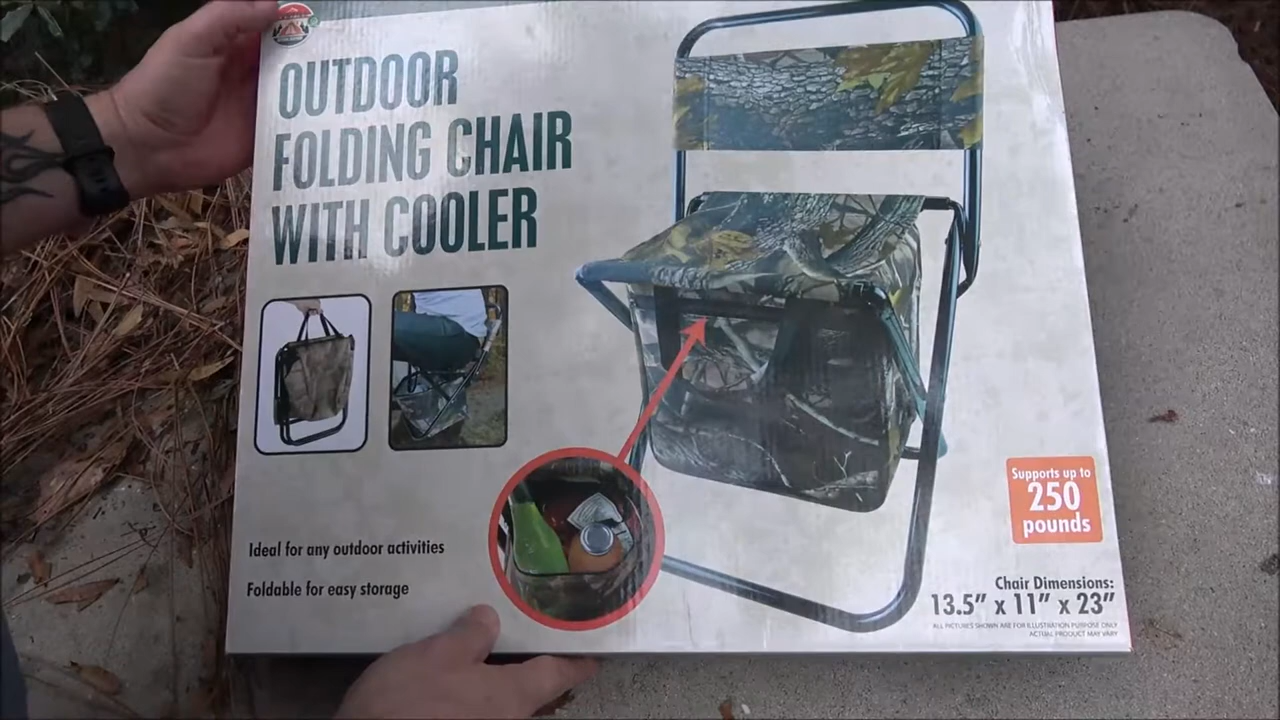 OUTDOOR
FOLDING CHAIR
WITH COOLER
Ideal for any outdoor activities
Foldable for easy storage
Supports up to
250
pounds
Chair Dimensions:
13.5" x 11" x 23"
ALL PICTURES SHOWN ARE FOR ILLUSTRATION PURPOSE ONLY
ACTUAL PRODUCT MAY VARY